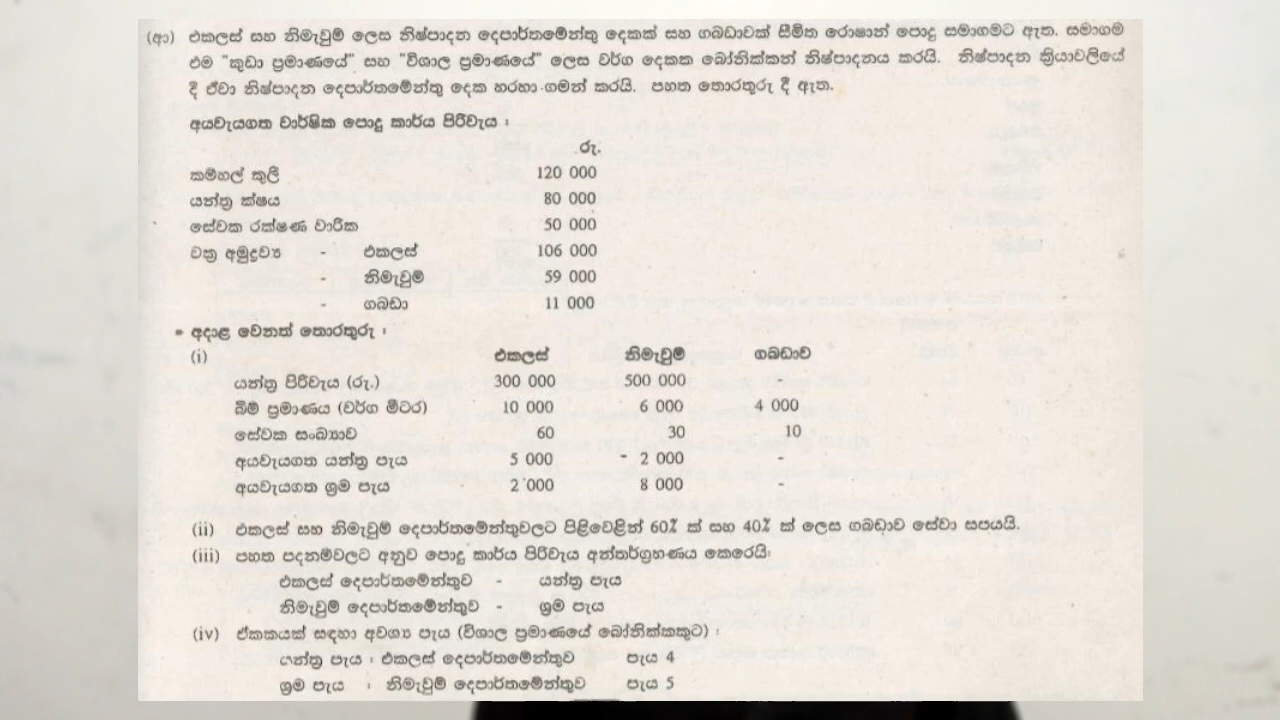 (ආ) එකලස් සහ නිමැවුම් ලෙස නිෂ්පාදන දෙපාර්තමේන්තු දෙකක් සහ ගබඩාවක් සීමිත රොෂාන් පොදු සමාගමට ඇත. සමාගම
එම "කුඩා ප්‍රමාණයේ" සහ "විශාල ප්‍රමාණයේ" ලෙස වර්ග දෙකක බෝනික්කන් නිෂ්පාදනය කරයි. නිෂ්පාදන ක්‍රියාවලියේ
දී ඒවා නිෂ්පාදන දෙපාර්තමේන්තු දෙක හරහා ගමන් කරයි. පහත තොරතුරු දී ඇත.
අයවැයගත වාර්ෂික පොදු කාර්ය පිරිවැය :
රු.
කම්හල් කුලී 120 000
යන්ත්‍ර ක්ෂය 80 000
සේවක රක්ෂණ වාරික 50 000
වක්‍ර අමුද්‍රව්‍ය - එකලස් 106 000
- නිමැවුම් 59 000
- ගබඩා 11 000
අදාළ වෙනත් තොරතුරු :
(i) එකලස් නිමැවුම් ගබඩාව
යන්ත්‍ර පිරිවැය (රු.) 300 000 500 000
බිම් ප්‍රමාණය (වර්ග මීටර) 10 000 6 000 4 000
සේවක සංඛ්‍යාව 60 30 10
අයවැයගත යන්ත්‍ර පැය 5 000 2 000 -
අයවැයගත ශ්‍රම පැය 2 000 8 000 -
(ii) එකලස් සහ නිමැවුම් දෙපාර්තමේන්තුවලට පිළිවෙළින් 60% ක් සහ 40% ක් ලෙස ගබඩාව සේවා සපයයි.
(iii) පහත පදනම්වලට අනුව පොදු කාර්ය පිරිවැය අන්තර්ග්‍රහණය කෙරෙයි:
එකලස් දෙපාර්තමේන්තුව - යන්ත්‍ර පැය
නිමැවුම් දෙපාර්තමේන්තුව - ශ්‍රම පැය
(iv) ඒකකයක් සඳහා අවශ්‍ය පැය (විශාල ප්‍රමාණයේ බෝනික්කකුට) :
යන්ත්‍ර පැය : එකලස් දෙපාර්තමේන්තුව පැය 4
ශ්‍රම පැය : නිමැවුම් දෙපාර්තමේන්තුව පැය 5